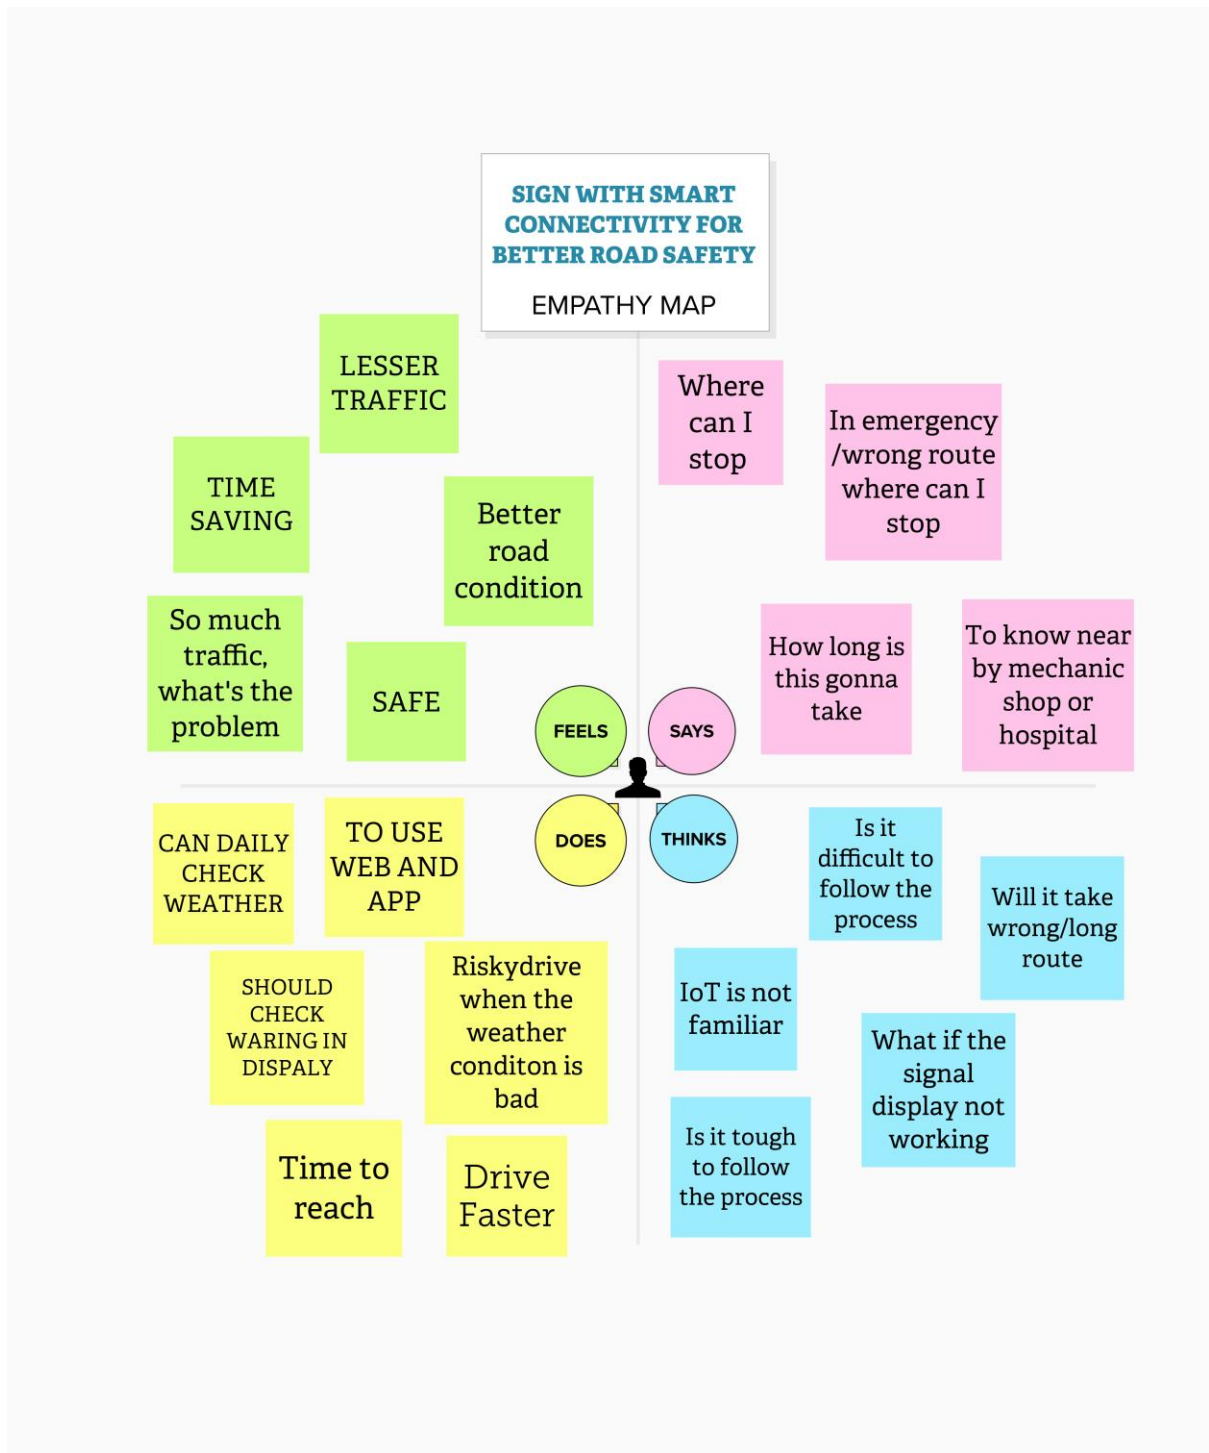 SIGN WITH SMART
CONNECTIVITY FOR
BETTER ROAD SAFETY
EMPATHY MAP
LESSER
TRAFFIC
TIME
SAVING
Better
road
condition
So much
traffic,
what's the
problem
SAFE
FEELS
Where
can I
stop
In emergency
/wrong route
where can I
stop
How long is
this gonna
take
To know near
by mechanic
shop or
hospital
SAYS
CAN DAILY
CHECK
WEATHER
TO USE
WEB AND
APP
DOES
SHOULD
CHECK
WARING IN
DISPALY
Riskydrive
when the
weather
conditon is
bad
Time to
reach
Drive
Faster
THINKS
Is it
difficult to
follow the
process
Will it take
wrong/long
route
IoT is not
familiar
What if the
signal
display not
working
Is it tough
to follow
the process